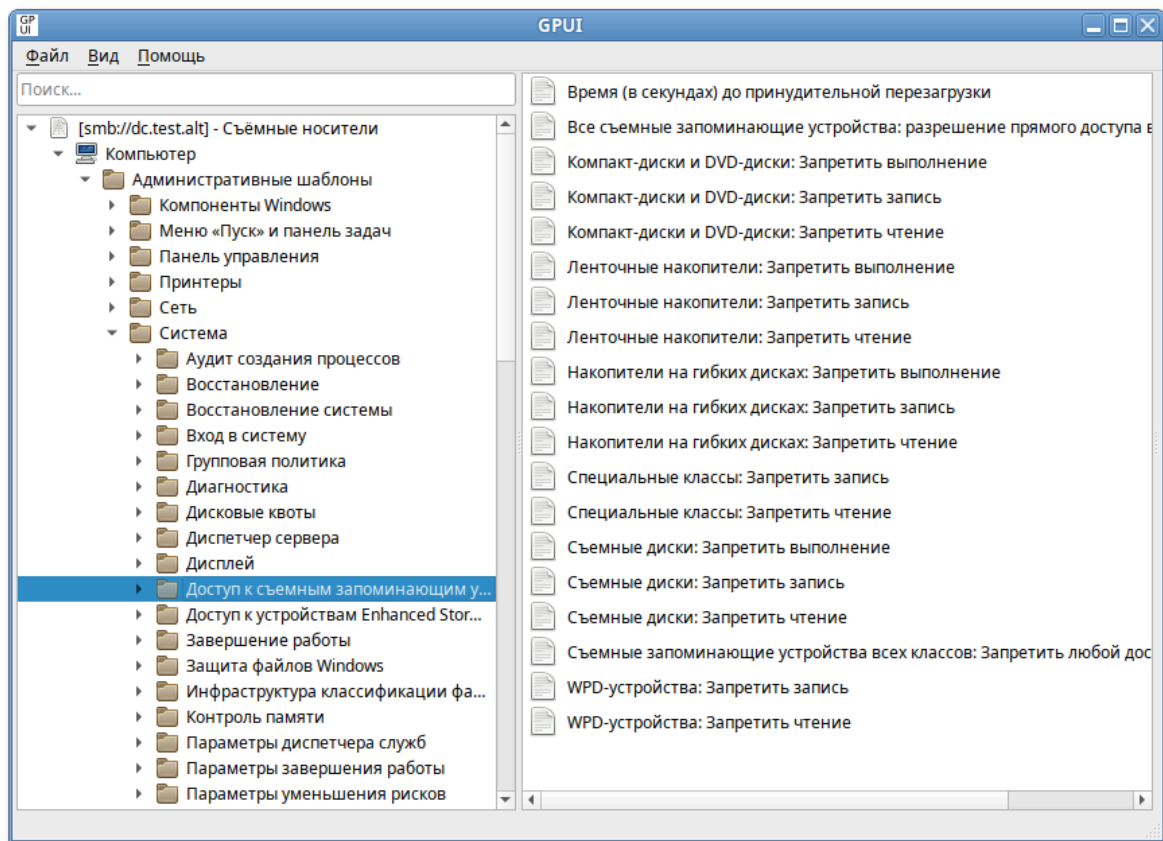 GP
UI
GPUI
Файл Вид Помощь
Поиск...
[smb://dc.test.alt] - Съёмные носители
Компьютер
Административные шаблоны
Компоненты Windows
Меню «Пуск» и панель задач
Панель управления
Принтеры
Сеть
Система
Аудит создания процессов
Восстановление
Восстановление системы
Вход в систему
Групповая политика
Диагностика
Дисковые квоты
Диспетчер сервера
Дисплей
Доступ к съемным запоминающим у...
Доступ к устройствам Enhanced Stor...
Завершение работы
Защита файлов Windows
Инфраструктура классификации фа...
Контроль памяти
Параметры диспетчера служб
Параметры завершения работы
Параметры уменьшения рисков
Время (в секундах) до принудительной перезагрузки
Все съемные запоминающие устройства: разрешение прямого доступа в
Компакт-диски и DVD-диски: Запретить выполнение
Компакт-диски и DVD-диски: Запретить запись
Компакт-диски и DVD-диски: Запретить чтение
Ленточные накопители: Запретить выполнение
Ленточные накопители: Запретить запись
Ленточные накопители: Запретить чтение
Накопители на гибких дисках: Запретить выполнение
Накопители на гибких дисках: Запретить запись
Накопители на гибких дисках: Запретить чтение
Специальные классы: Запретить запись
Специальные классы: Запретить чтение
Съемные диски: Запретить выполнение
Съемные диски: Запретить запись
Съемные диски: Запретить чтение
Съемные запоминающие устройства всех классов: Запретить любой дос
WPD-устройства: Запретить запись
WPD-устройства: Запретить чтение